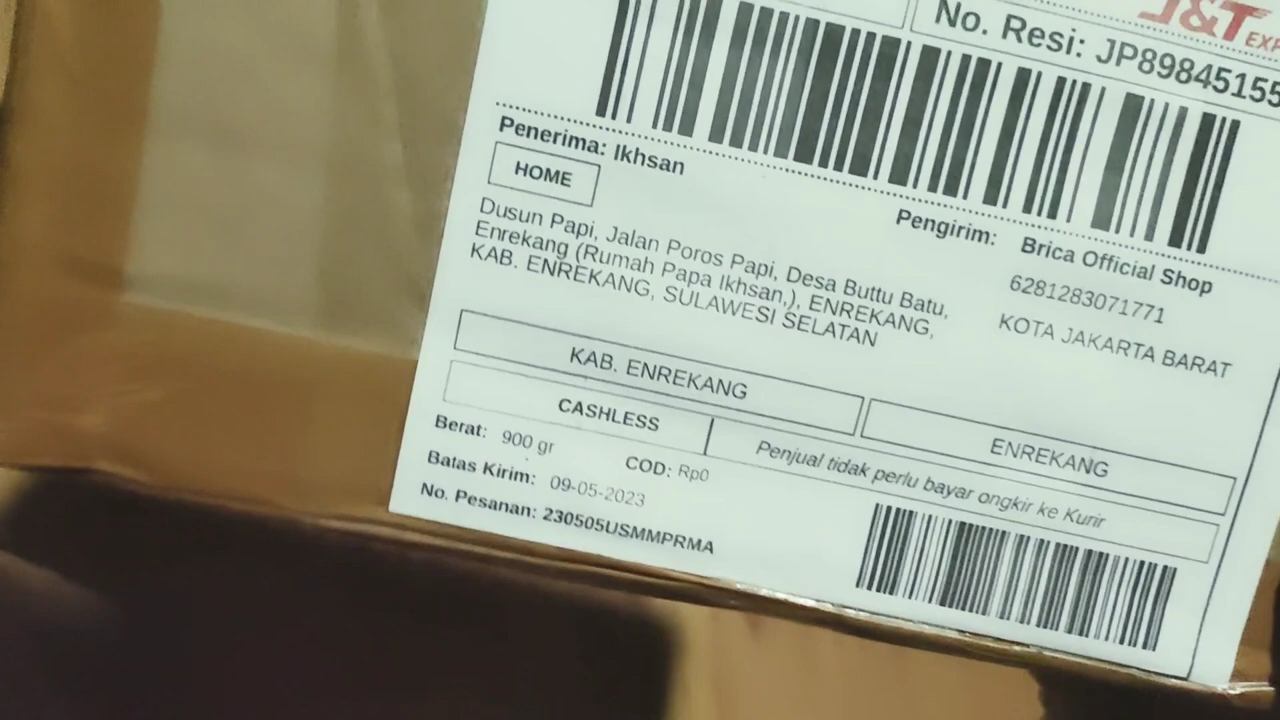 J&T
No. Resi: JP89845155
Penerima: Ikhsan
HOME
Dusun Papi, Jalan Poros Papi, Desa Buttu Batu,
Enrekang (Rumah Papa Ikhsan,), ENREKANG,
KAB. ENREKANG, SULAWESI SELATAN
Pengirim: Brica Official Shop
6281283071771
KOTA JAKARTA BARAT
KAB. ENREKANG
ENREKANG
CASHLESS
Penjual tidak perlu bayar ongkir ke Kurir
Berat: 900 gr
COD: Rp0
Batas Kirim: 09-05-2023
No. Pesanan: 230505USMMPRMA